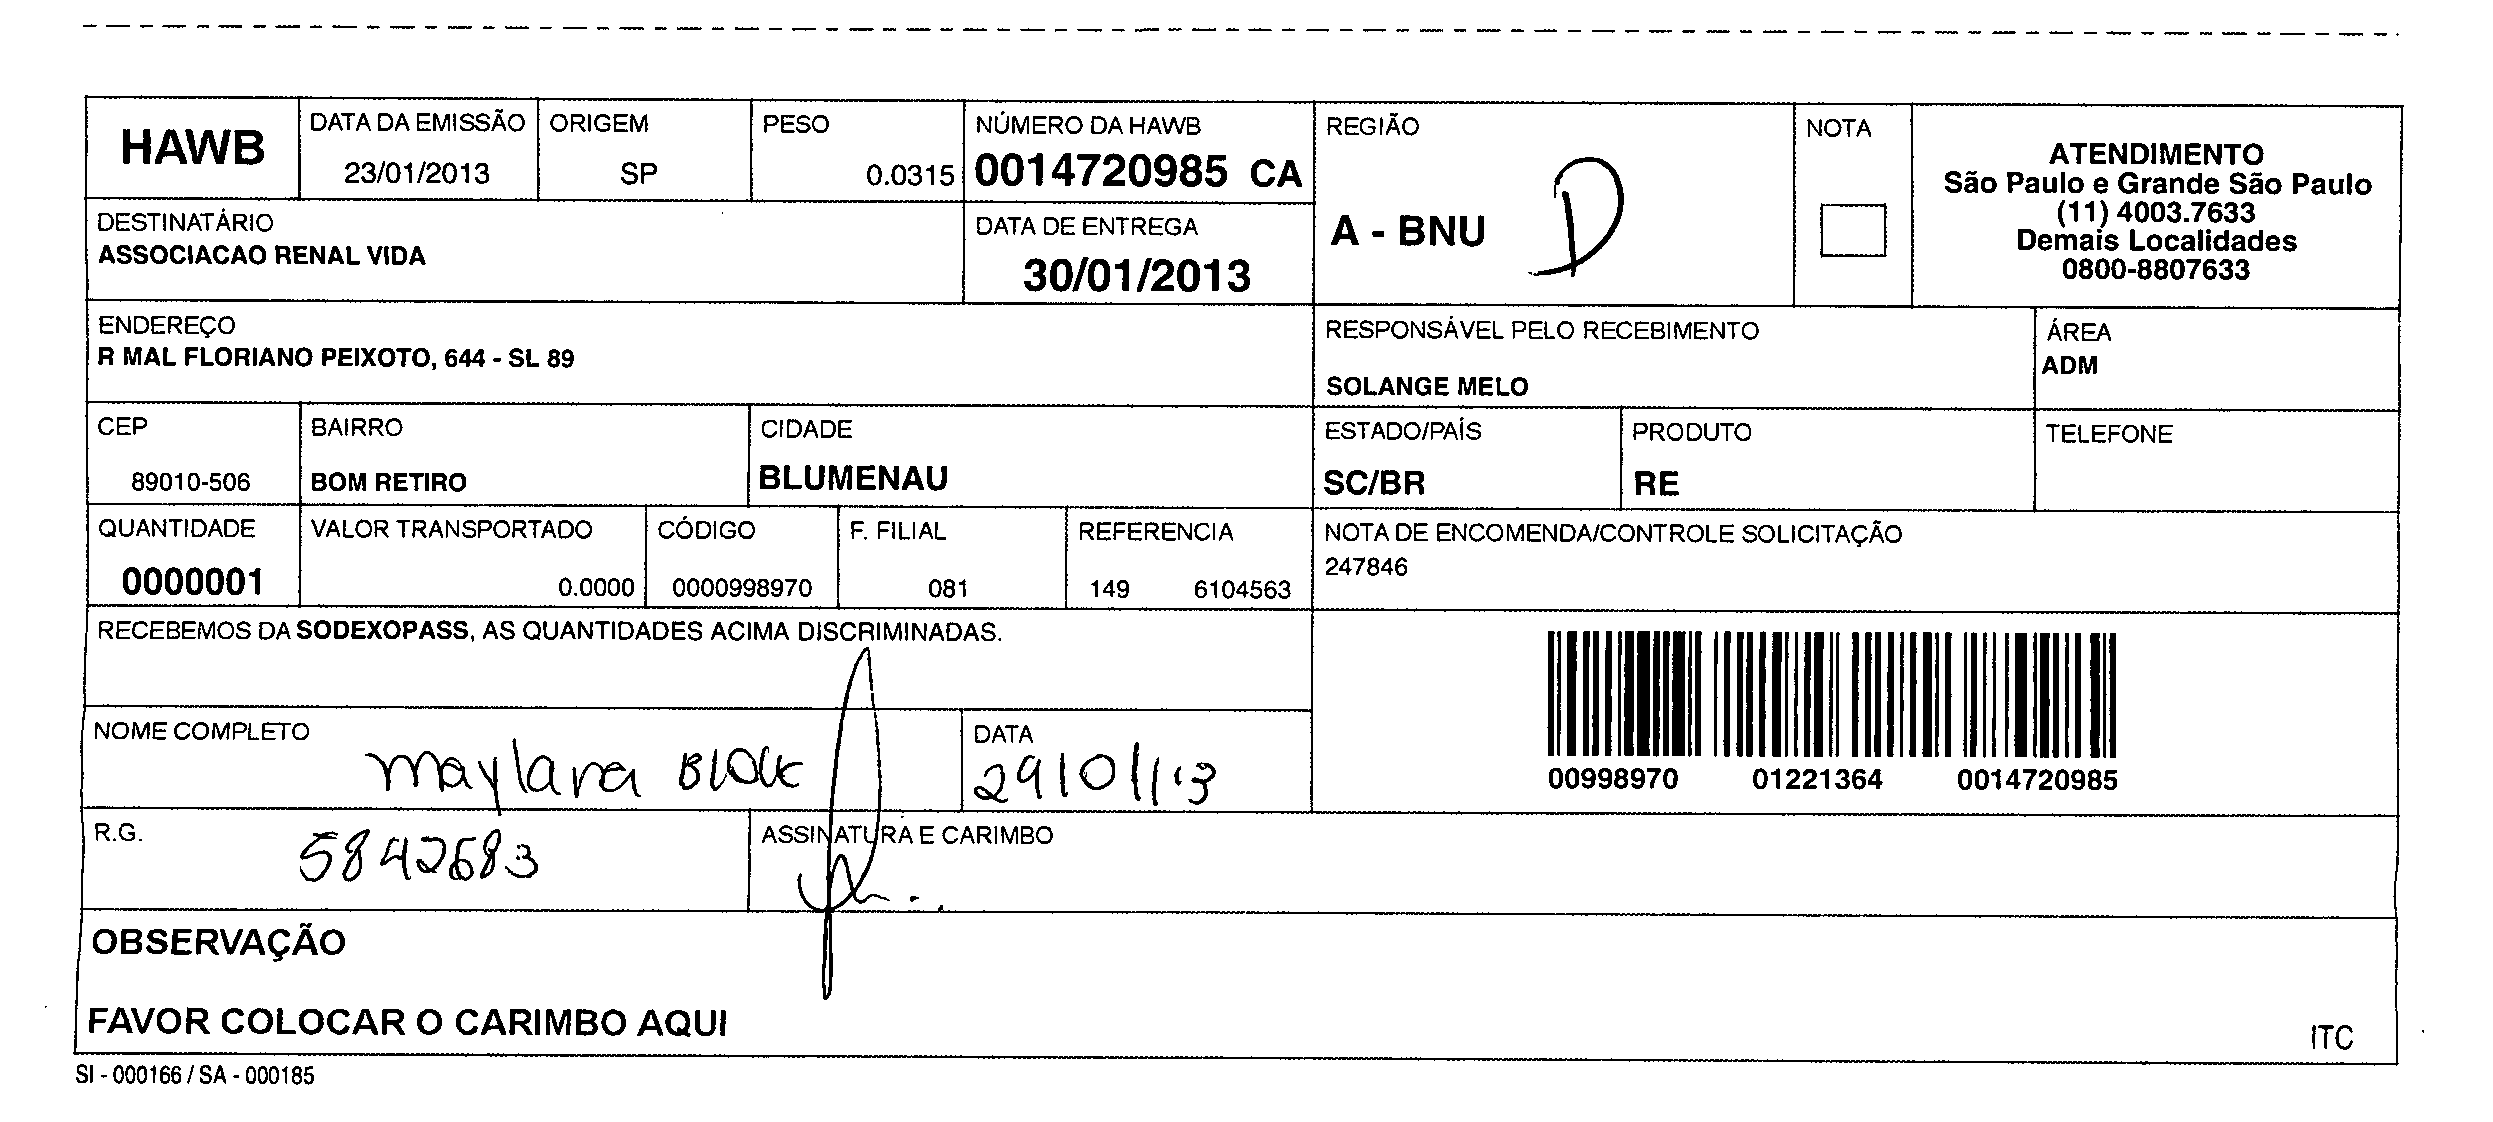 HAWB
DATA DA EMISSÃO
23/01/2013
ORIGEM
SP
PESO
0.0315
NÚMERO DA HAWB
0014720985 CA
REGIÃO
A - BNU
D
NOTA
ATENDIMENTO
São Paulo e Grande São Paulo
(11) 4003.7633
Demais Localidades
0800-8807633
DESTINATÁRIO
ASSOCIACAO RENAL VIDA
DATA DE ENTREGA
30/01/2013
ENDEREÇO
R MAL FLORIANO PEIXOTO, 644 - SL 89
RESPONSÁVEL PELO RECEBIMENTO
SOLANGE MELO
ÁREA
ADM
CEP
89010-506
BAIRRO
BOM RETIRO
CIDADE
BLUMENAU
ESTADO/PAÍS
SC/BR
PRODUTO
RE
TELEFONE
QUANTIDADE
0000001
VALOR TRANSPORTADO
0.0000
CÓDIGO
0000998970
F. FILIAL
081
REFERENCIA
149 6104563
NOTA DE ENCOMENDA/CONTROLE SOLICITAÇÃO
247846
RECEBEMOS DA SODEXOPASS, AS QUANTIDADES ACIMA DISCRIMINADAS.
00998970 01221364 0014720985
NOME COMPLETO
maylara
DATA
29/01/13
R.G.
5842683
ASSINATURA E CARIMBO
OBSERVAÇÃO
FAVOR COLOCAR O CARIMBO AQUI
ITC
SI - 000166 / SA - 000185